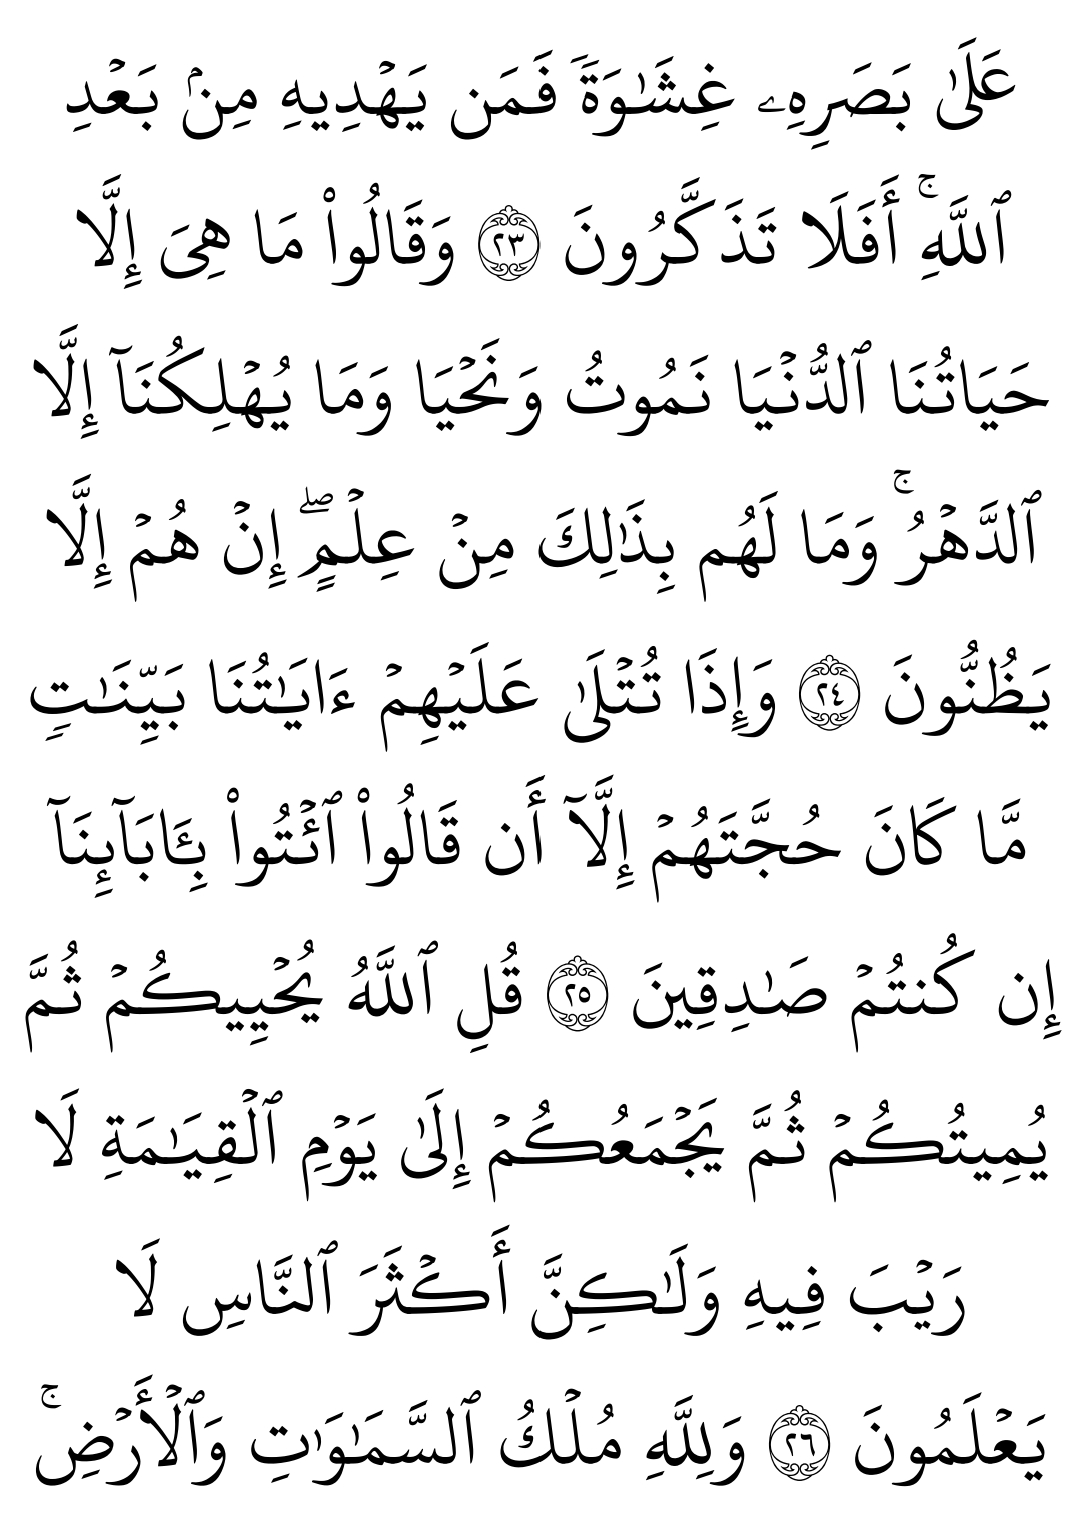 عَلَىٰ بَصَرِهِۦ غِشَٰوَةٗ فَمَن يَهۡدِيهِ مِنۢ بَعۡدِ
ٱللَّهِۚ أَفَلَا تَذَكَّرُونَ ٢٣ وَقَالُواْ مَا هِيَ إِلَّا
حَيَاتُنَا ٱلدُّنۡيَا نَمُوتُ وَنَحۡيَا وَمَا يُهۡلِكُنَآ إِلَّا
ٱلدَّهۡرُۚ وَمَا لَهُم بِذَٰلِكَ مِنۡ عِلۡمٍۖ إِنۡ هُمۡ إِلَّا
يَظُنُّونَ ٢٤ وَإِذَا تُتۡلَىٰ عَلَيۡهِمۡ ءَايَٰتُنَا بَيِّنَٰتٖ
مَّا كَانَ حُجَّتَهُمۡ إِلَّآ أَن قَالُواْ ٱئۡتُواْ بِـَٔابَآئِنَآ
إِن كُنتُمۡ صَٰدِقِينَ ٢٥ قُلِ ٱللَّهُ يُحۡيِيكُمۡ ثُمَّ
يُمِيتُكُمۡ ثُمَّ يَجۡمَعُكُمۡ إِلَىٰ يَوۡمِ ٱلۡقِيَٰمَةِ لَا
رَيۡبَ فِيهِ وَلَٰكِنَّ أَكۡثَرَ ٱلنَّاسِ لَا
يَعۡلَمُونَ ٢٦ وَلِلَّهِ مُلۡكُ ٱلسَّمَٰوَٰتِ وَٱلۡأَرۡضِۚ